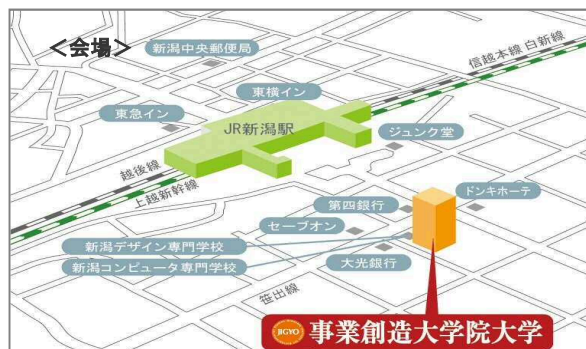 ＜会場＞
新潟中央郵便局
信越本線 白新線
東横イン
東急イン
JR新潟駅
ジュンク堂
越後線
上越新幹線
第四銀行
ドンキホーテ
セーブオン
新潟デザイン専門学校
新潟コンピュータ専門学校
大光銀行
笹出線
JIGYO 事業創造大学院大学